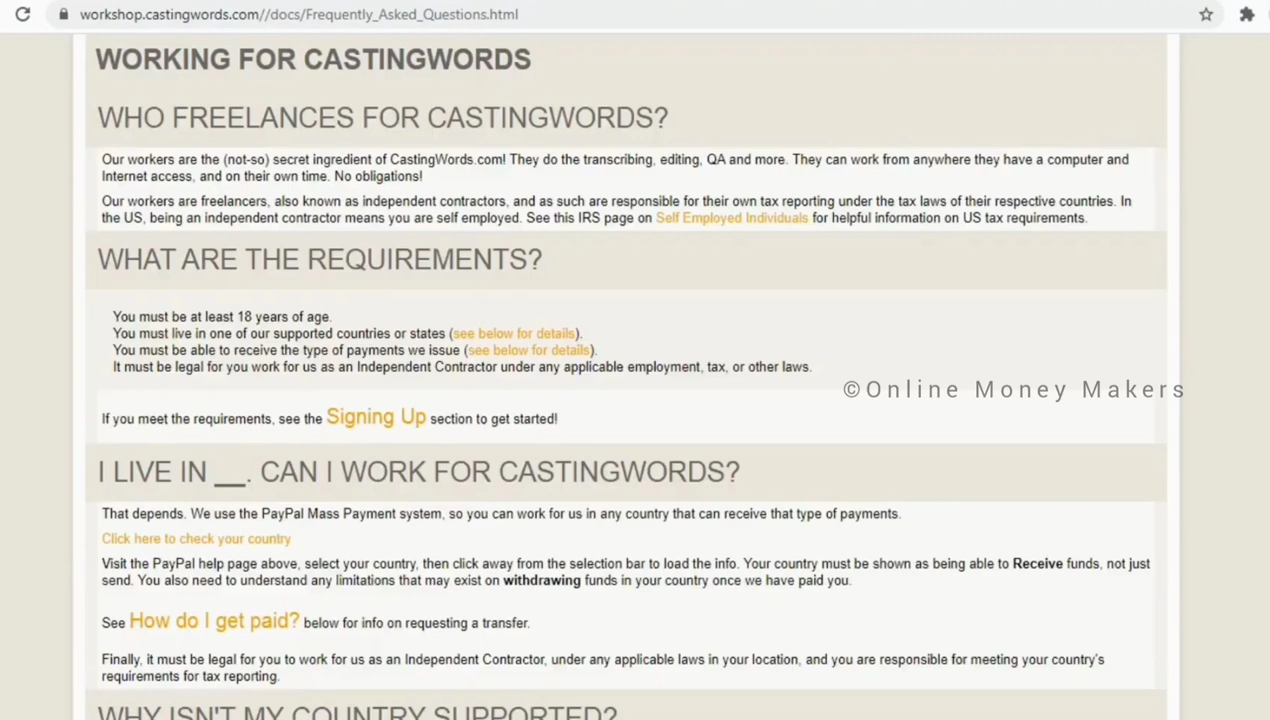 workshop.castingwords.com//docs/Frequently_Asked_Questions.html
WORKING FOR CASTINGWORDS
WHO FREELANCES FOR CASTINGWORDS?
Our workers are the (not-so) secret ingredient of CastingWords.com! They do the transcribing, editing, QA and more. They can work from anywhere they have a computer and
Internet access, and on their own time. No obligations!
Our workers are freelancers, also known as independent contractors, and as such are responsible for their own tax reporting under the tax laws of their respective countries. In
the US, being an independent contractor means you are self employed. See this IRS page on Self Employed Individuals for helpful information on US tax requirements.
WHAT ARE THE REQUIREMENTS?
You must be at least 18 years of age.
You must live in one of our supported countries or states (see below for details).
You must be able to receive the type of payments we issue (see below for details).
It must be legal for you work for us as an Independent Contractor under any applicable employment, tax, or other laws.
©Online Money Makers
If you meet the requirements, see the Signing Up section to get started!
I LIVE IN __. CAN I WORK FOR CASTINGWORDS?
That depends. We use the PayPal Mass Payment system, so you can work for us in any country that can receive that type of payments.
Click here to check your country
Visit the PayPal help page above, select your country, then click away from the selection bar to load the info. Your country must be shown as being able to Receive funds, not just
send. You also need to understand any limitations that may exist on withdrawing funds in your country once we have paid you.
See How do I get paid? below for info on requesting a transfer.
Finally, it must be legal for you to work for us as an Independent Contractor, under any applicable laws in your location, and you are responsible for meeting your country's
requirements for tax reporting.
WHY ISN'T MY COUNTRY SUPPORTED?